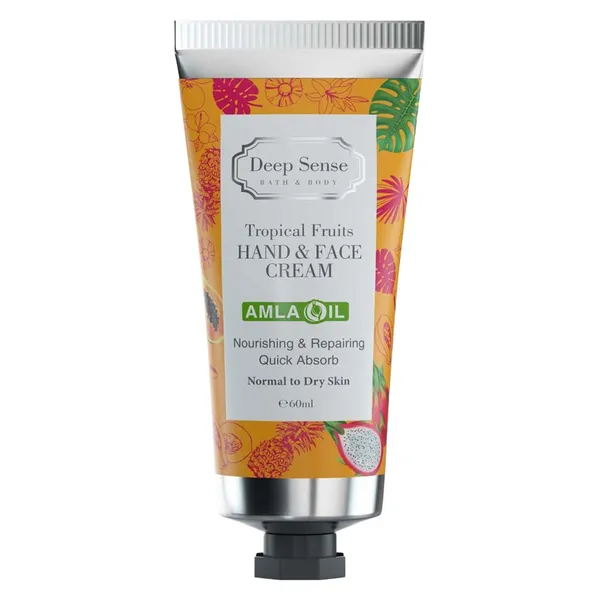 Deep Sense
BATH & BODY
Tropical Fruits
HAND & FACE
CREAM
AMLA OIL
Nourishing & Repairing
Quick Absorb
Normal to Dry Skin
℮60ml